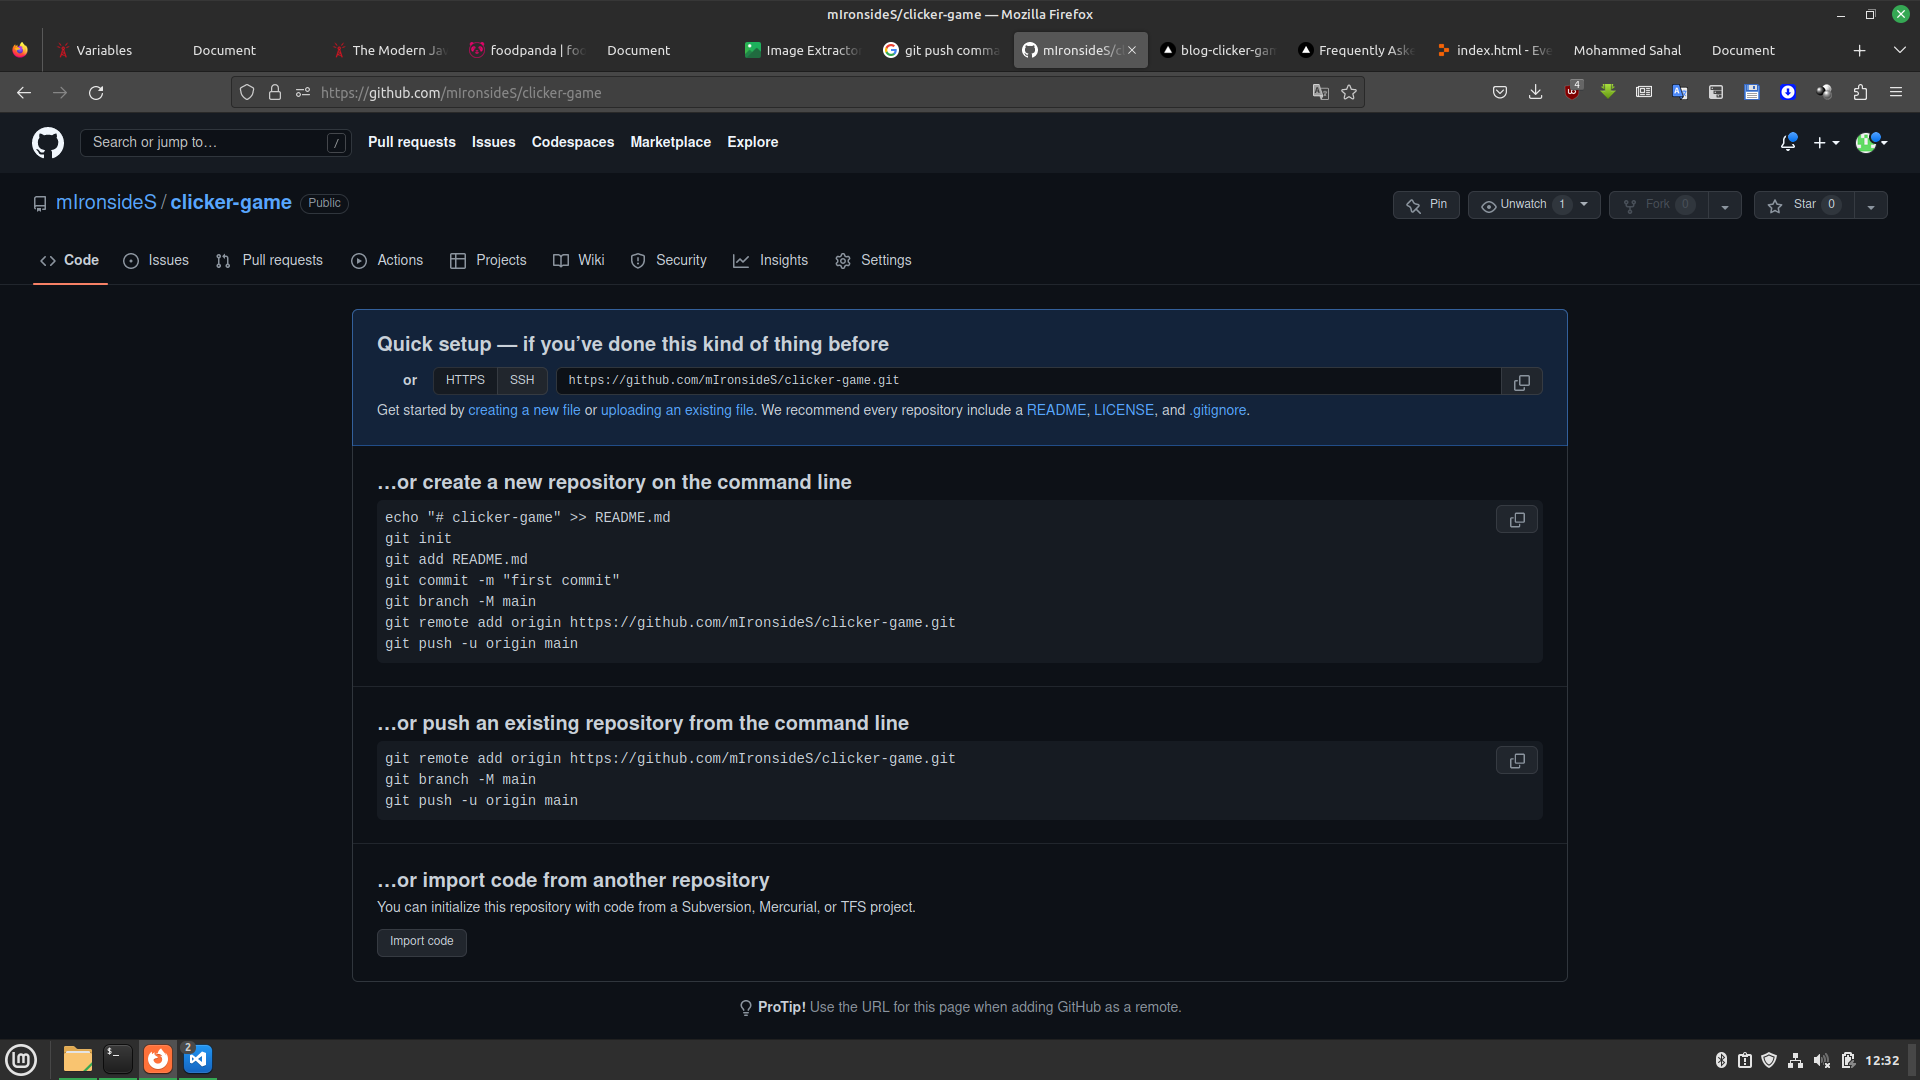 mIronsideS/clicker-game — Mozilla Firefox
Variables
Document
The Modern Jav
foodpanda | foo
Document
Image Extractor
git push comma
mIronsideS/cl
blog-clicker-gam
Frequently Aske
index.html - Eve
Mohammed Sahal
Document
https://github.com/mIronsideS/clicker-game
4
Search or jump to…
/
Pull requests
Issues
Codespaces
Marketplace
Explore
mIronsideS / clicker-game Public
Pin
Unwatch 1
Fork 0
Star 0
Code
Issues
Pull requests
Actions
Projects
Wiki
Security
Insights
Settings
Quick setup — if you’ve done this kind of thing before
or HTTPS SSH https://github.com/mIronsideS/clicker-game.git
Get started by creating a new file or uploading an existing file. We recommend every repository include a README, LICENSE, and .gitignore.
…or create a new repository on the command line
echo "# clicker-game" >> README.md
git init
git add README.md
git commit -m "first commit"
git branch -M main
git remote add origin https://github.com/mIronsideS/clicker-game.git
git push -u origin main
…or push an existing repository from the command line
git remote add origin https://github.com/mIronsideS/clicker-game.git
git branch -M main
git push -u origin main
…or import code from another repository
You can initialize this repository with code from a Subversion, Mercurial, or TFS project.
Import code
ProTip! Use the URL for this page when adding GitHub as a remote.
2
12:32